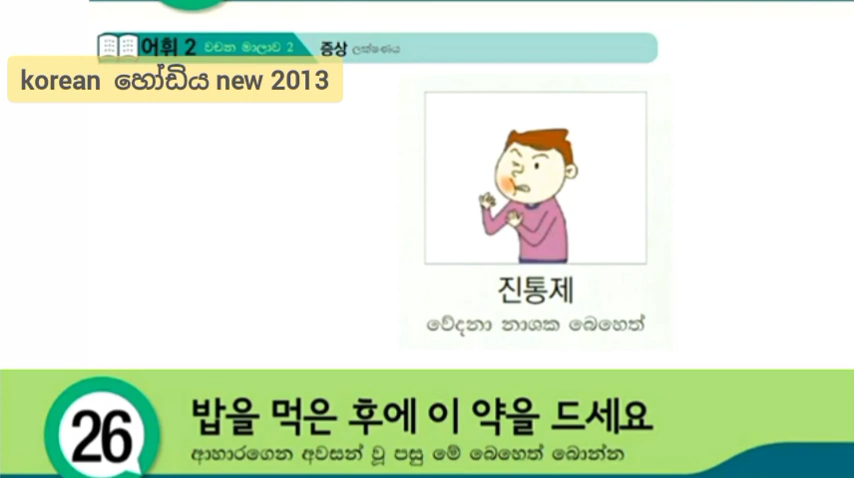 어휘 2 වචන මාලාව 2 증상 ලක්ෂණය
korean හෝඩිය new 2013
진통제
වේදනා නාශක බෙහෙත්
26 밥을 먹은 후에 이 약을 드세요
ආහාරගෙන අවසන් වූ පසු මේ බෙහෙත් බොන්න